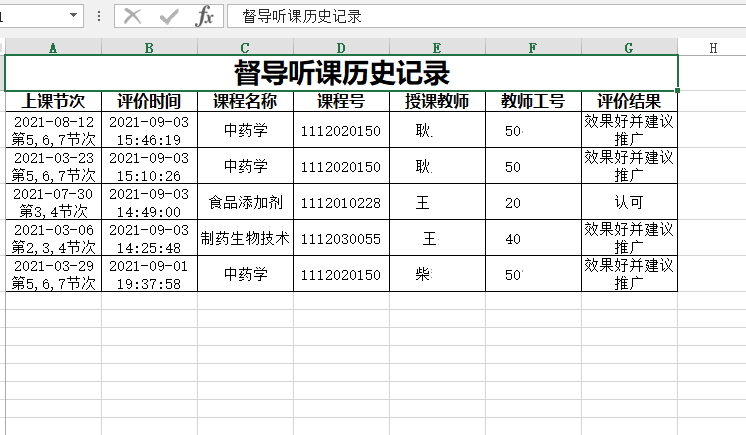 1 fx 督导听课历史记录
A B C D E F G H
督导听课历史记录
上课节次 评价时间 课程名称 课程号 授课教师 教师工号 评价结果
2021-08-12 2021-09-03 中药学 1112020150 耿 50 效果好并建议
第5,6,7节次 15:46:19 推广
2021-03-23 2021-09-03 中药学 1112020150 耿 50 效果好并建议
第5,6,7节次 15:10:26 推广
2021-07-30 2021-09-03 食品添加剂 1112010228 王 20 认可
第3,4节次 14:49:00
2021-03-06 2021-09-03 制药生物技术 1112030055 王 40 效果好并建议
第2,3,4节次 14:25:48 推广
2021-03-29 2021-09-01 中药学 1112020150 柴 50 效果好并建议
第5,6,7节次 19:37:58 推广